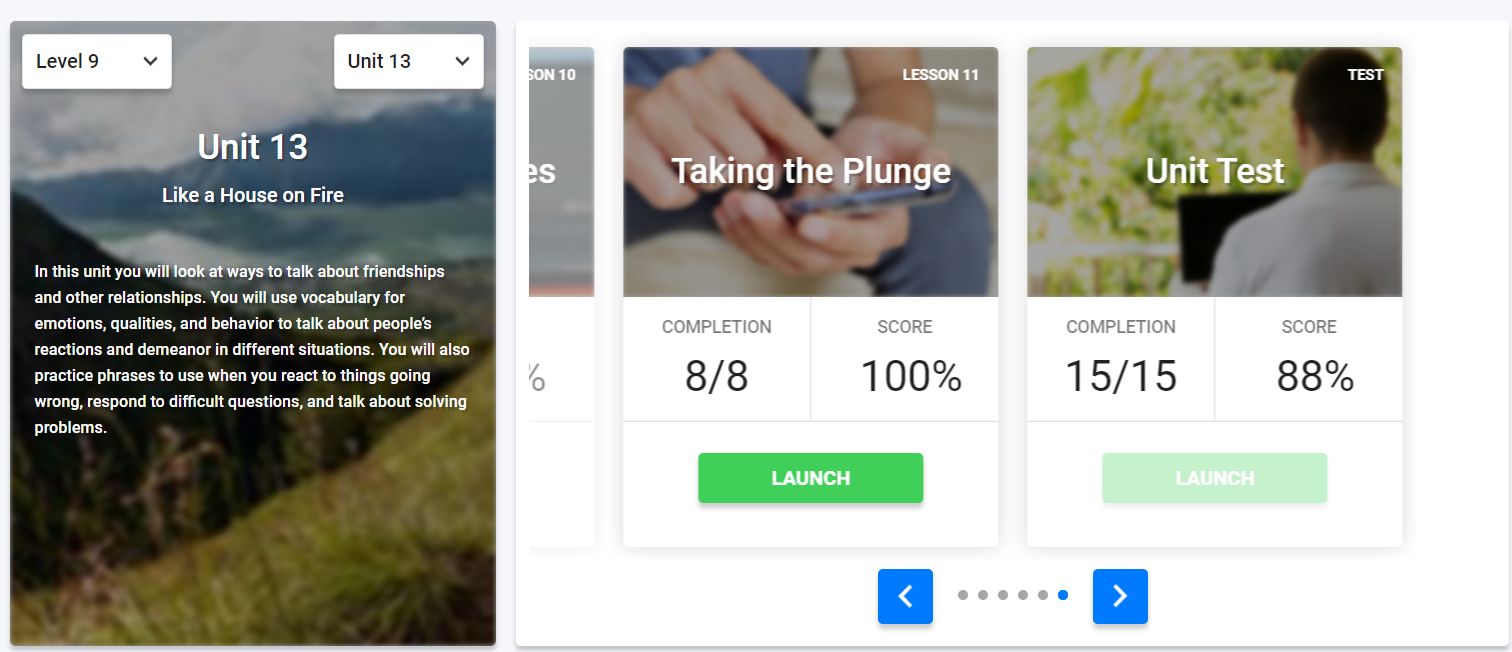 Level 9
Unit 13
Unit 13
Like a House on Fire
In this unit you will look at ways to talk about friendships
and other relationships. You will use vocabulary for
emotions, qualities, and behavior to talk about people's
reactions and demeanor in different situations. You will also
practice phrases to use when you react to things going
wrong, respond to difficult questions, and talk about solving
problems.
SON 10
es
%
LESSON 11
Taking the Plunge
COMPLETION
8/8
SCORE
100%
LAUNCH
TEST
Unit Test
COMPLETION
15/15
SCORE
88%
LAUNCH